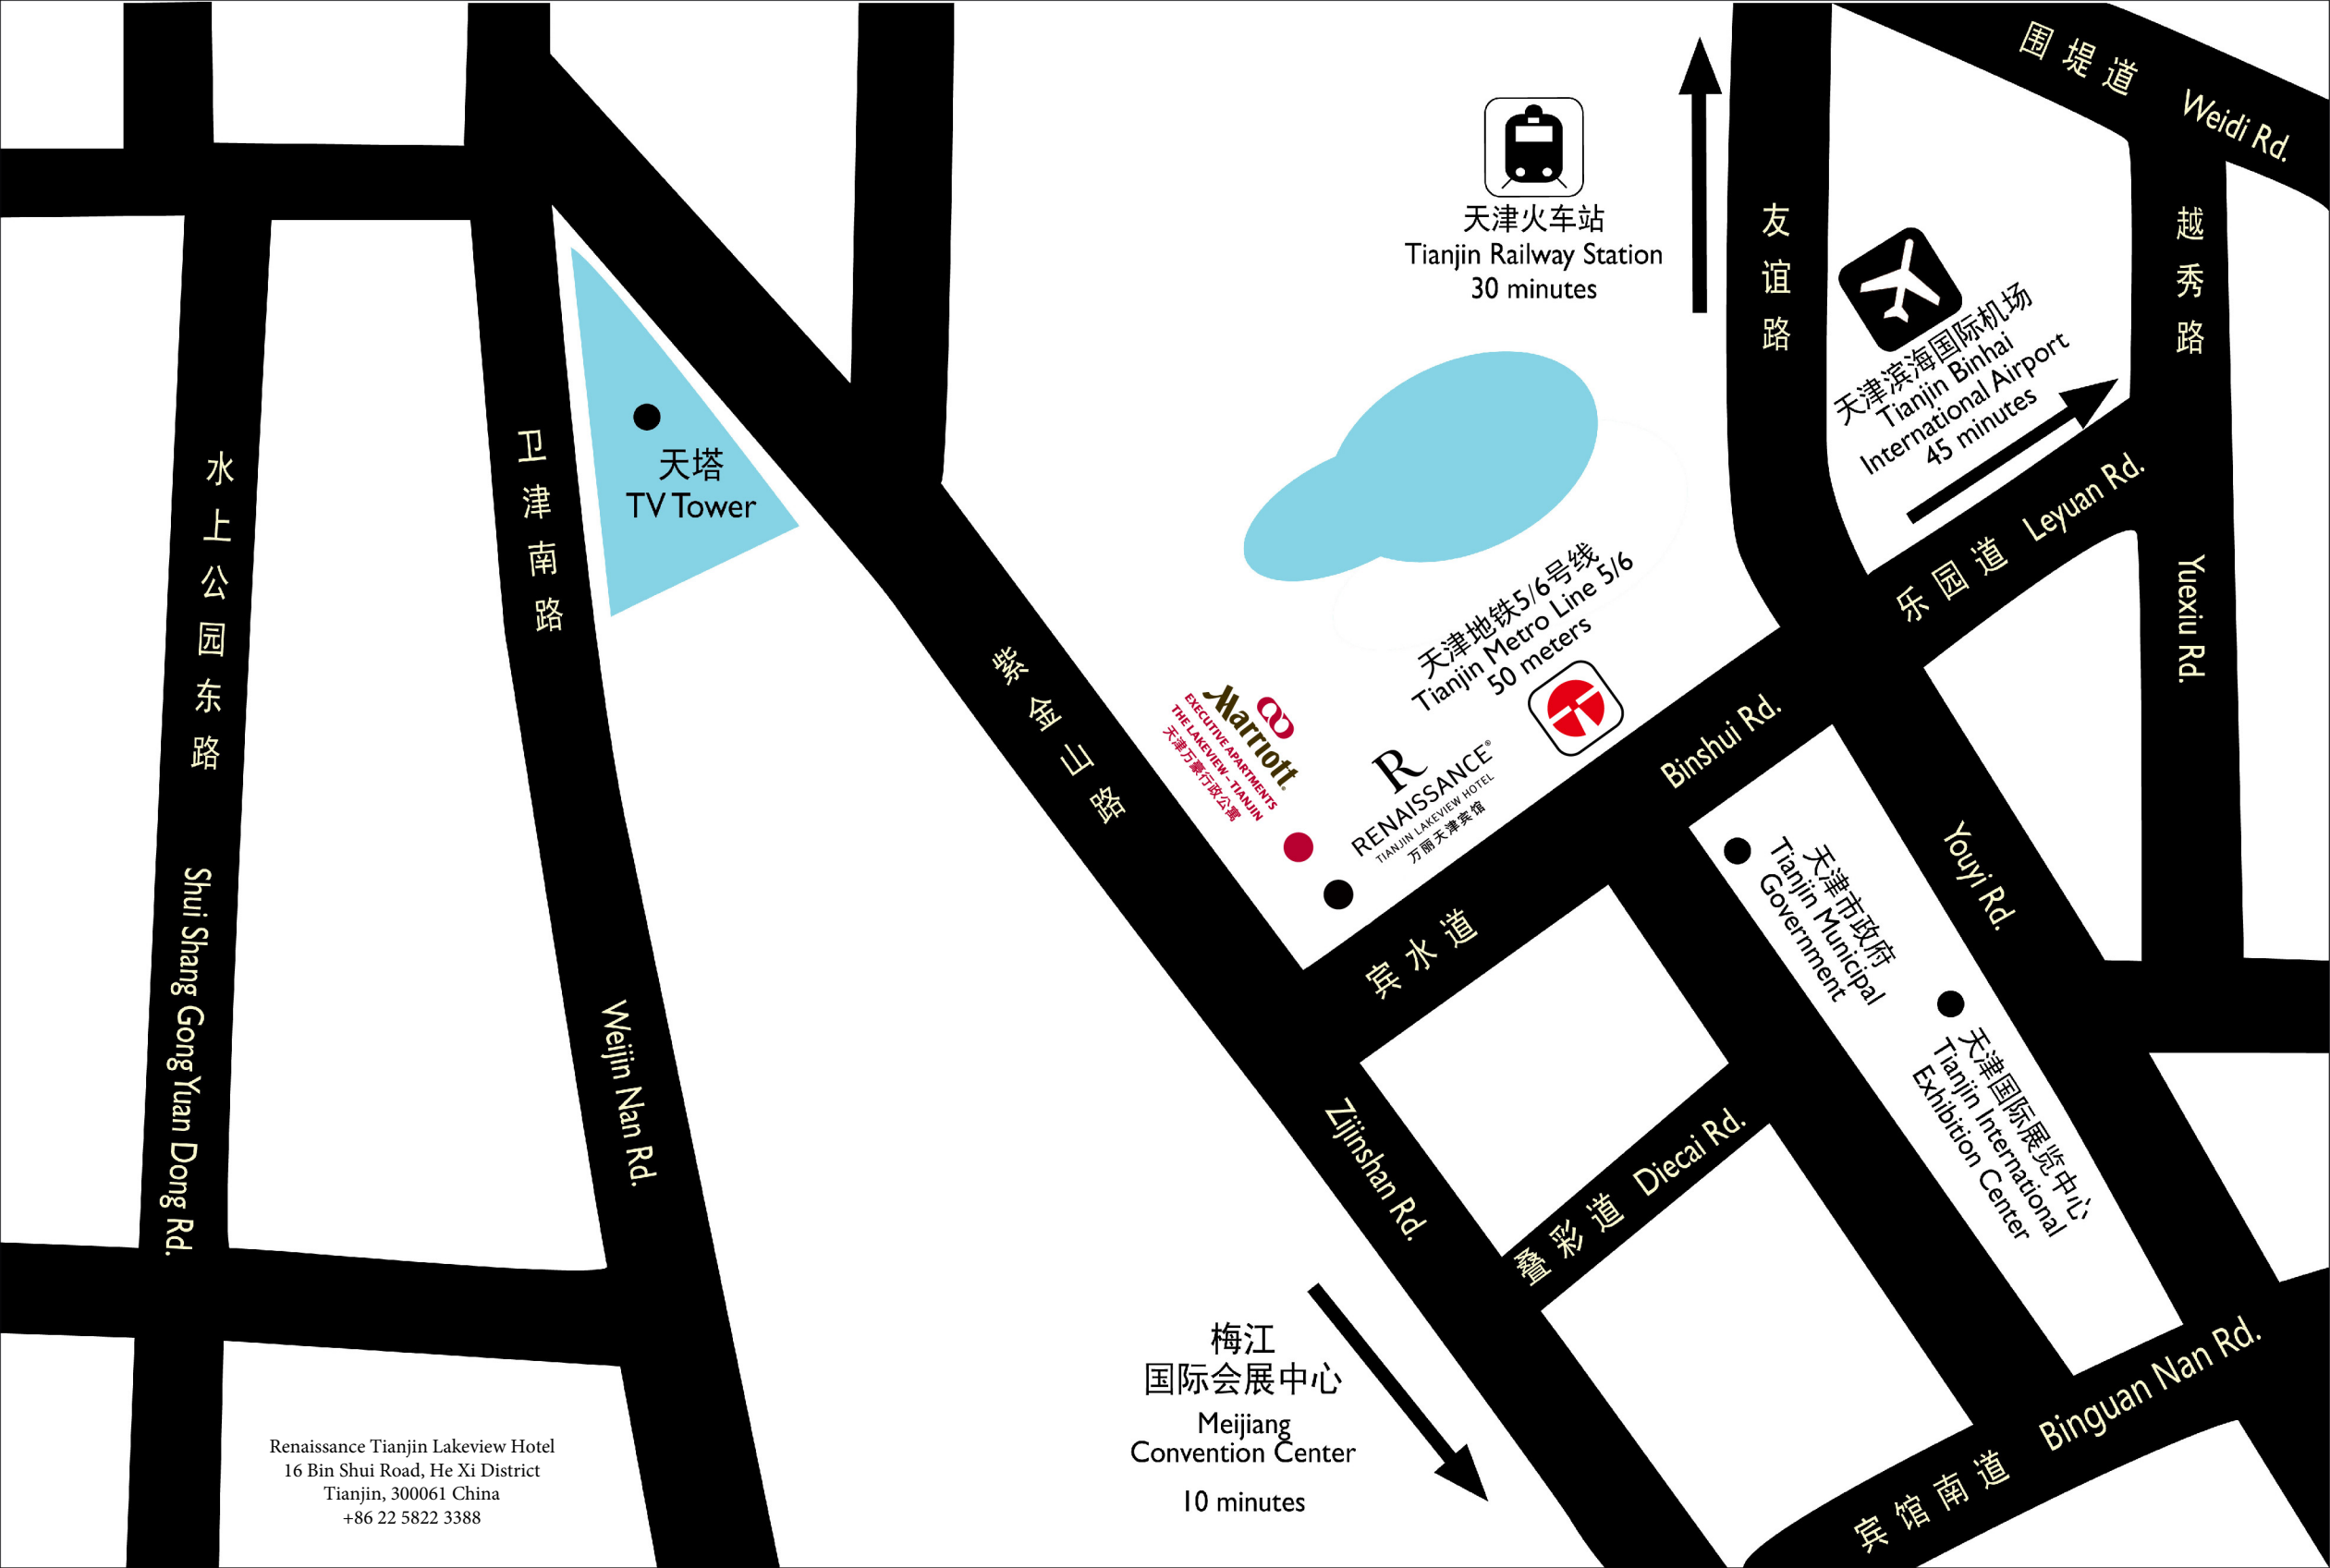 围堤道 Weidi Rd.
天津火车站
Tianjin Railway Station
30 minutes
友谊路
越秀路
Yuexiu Rd.
天津滨海国际机场
Tianjin Binhai
International Airport
45 minutes
乐园道 Leyuan Rd.
天塔
TV Tower
水上公园东路
Shui Shang Gong Yuan Dong Rd.
卫津南路
Weijin Nan Rd.
紫金山路
Zijinshan Rd.
天津地铁5/6号线
Tianjin Metro Line 5/6
50 meters
Marriott
EXECUTIVE APARTMENTS
THE LAKEVIEW – TIANJIN
天津万豪行政公寓
R
RENAISSANCE®
TIANJIN LAKEVIEW HOTEL
万丽天津宾馆
宾水道
Binshui Rd.
Youyi Rd.
天津市政府
Tianjin Municipal
Government
天津国际展览中心
Tianjin International
Exhibition Center
叠彩道 Diecai Rd.
梅江
国际会展中心
Meijiang
Convention Center
10 minutes
宾馆南道 Binguan Nan Rd.
Renaissance Tianjin Lakeview Hotel
16 Bin Shui Road, He Xi District
Tianjin, 300061 China
+86 22 5822 3388